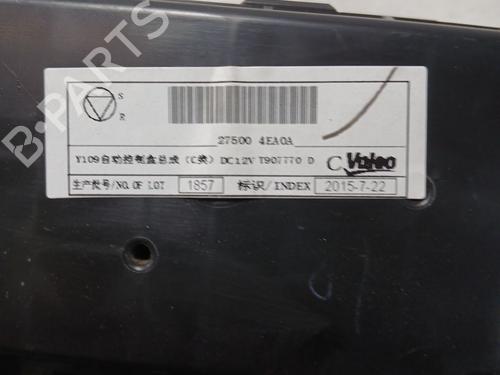 S
R
27500 4EA0A
Y109自动控制盒总成 (C类) DC12V T907770 D
C Valeo
生产批号/NO.OF LOT 1857 标识/INDEX 2015-7-22